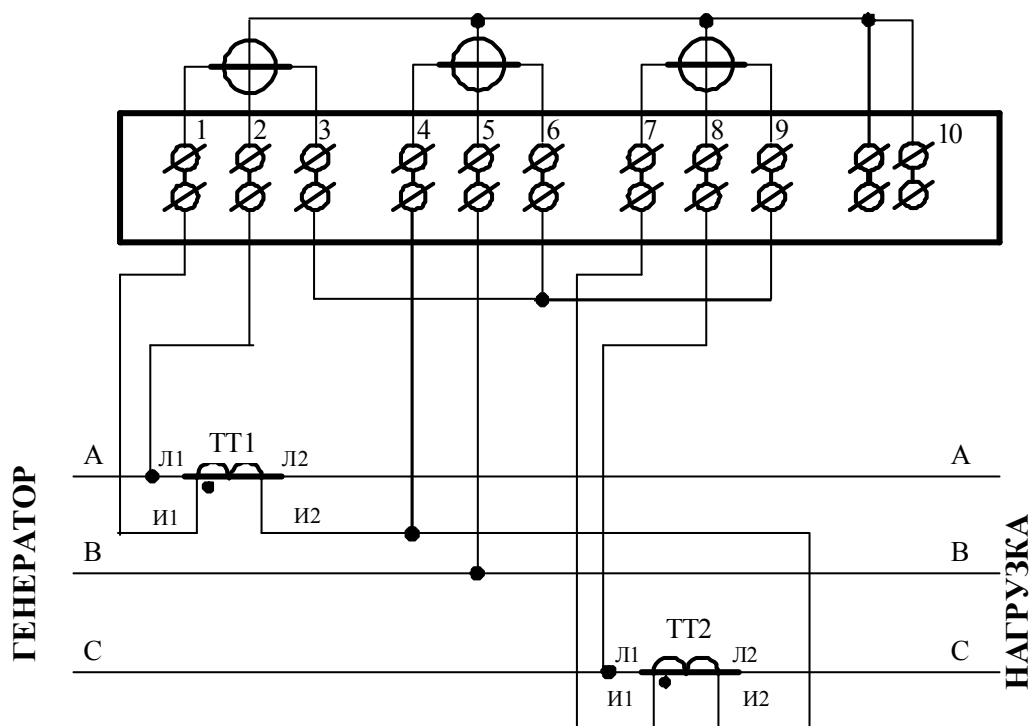 1 2 3 4 5 6 7 8 9 10
А Л1 ТТ1 Л2 А
И1 И2
В В
С Л1 ТТ2 Л2 С
И1 И2
ГЕНЕРАТОР
НАГРУЗКА